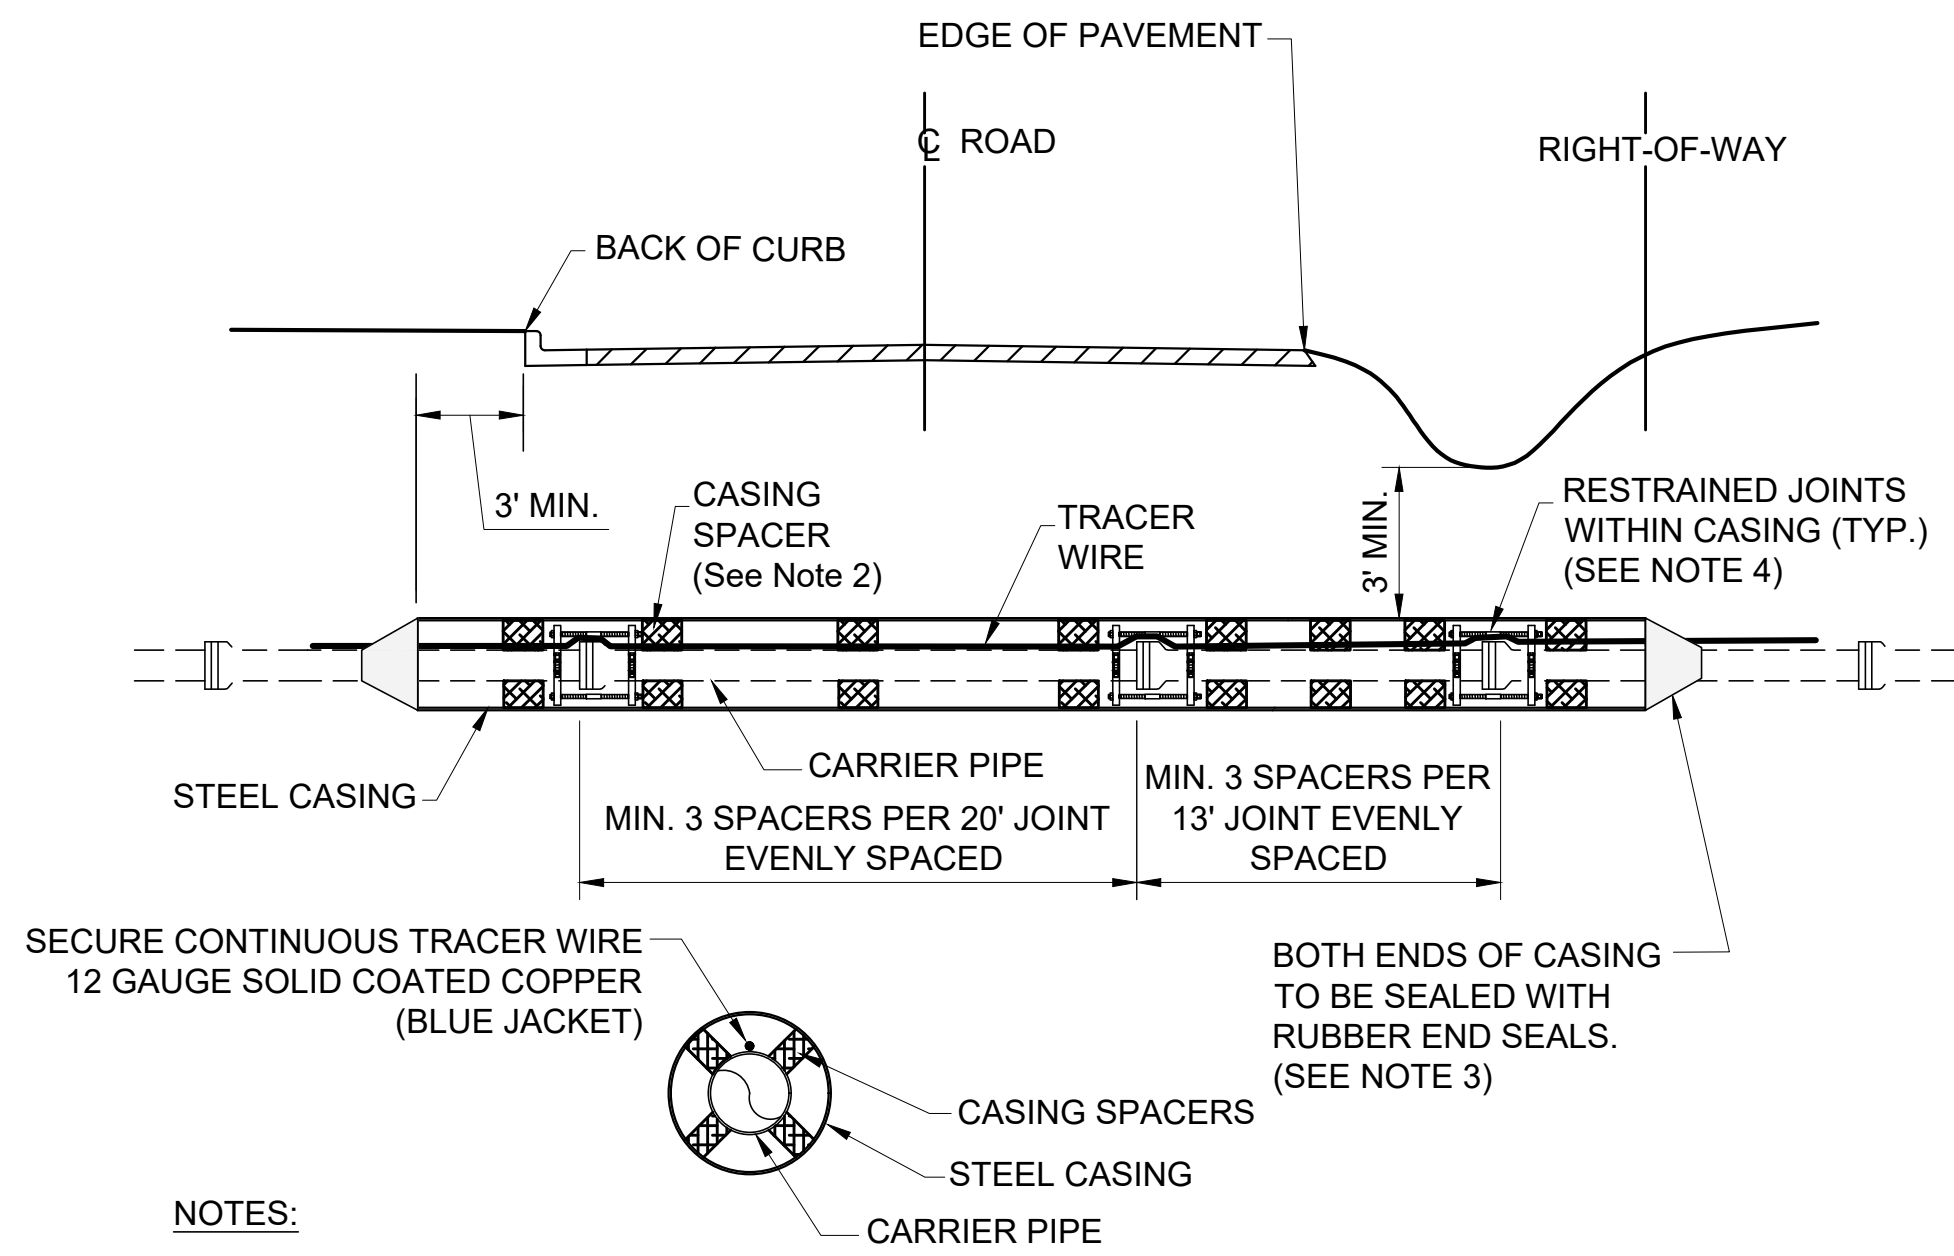 EDGE OF PAVEMENT
℄ ROAD
RIGHT-OF-WAY
BACK OF CURB
3' MIN.
CASING
SPACER
(See Note 2)
TRACER
WIRE
3' MIN.
RESTRAINED JOINTS
WITHIN CASING (TYP.)
(SEE NOTE 4)
STEEL CASING
CARRIER PIPE
MIN. 3 SPACERS PER 20' JOINT
EVENLY SPACED
MIN. 3 SPACERS PER
13' JOINT EVENLY
SPACED
SECURE CONTINUOUS TRACER WIRE
12 GAUGE SOLID COATED COPPER
(BLUE JACKET)
BOTH ENDS OF CASING
TO BE SEALED WITH
RUBBER END SEALS.
(SEE NOTE 3)
CASING SPACERS
STEEL CASING
CARRIER PIPE
NOTES: